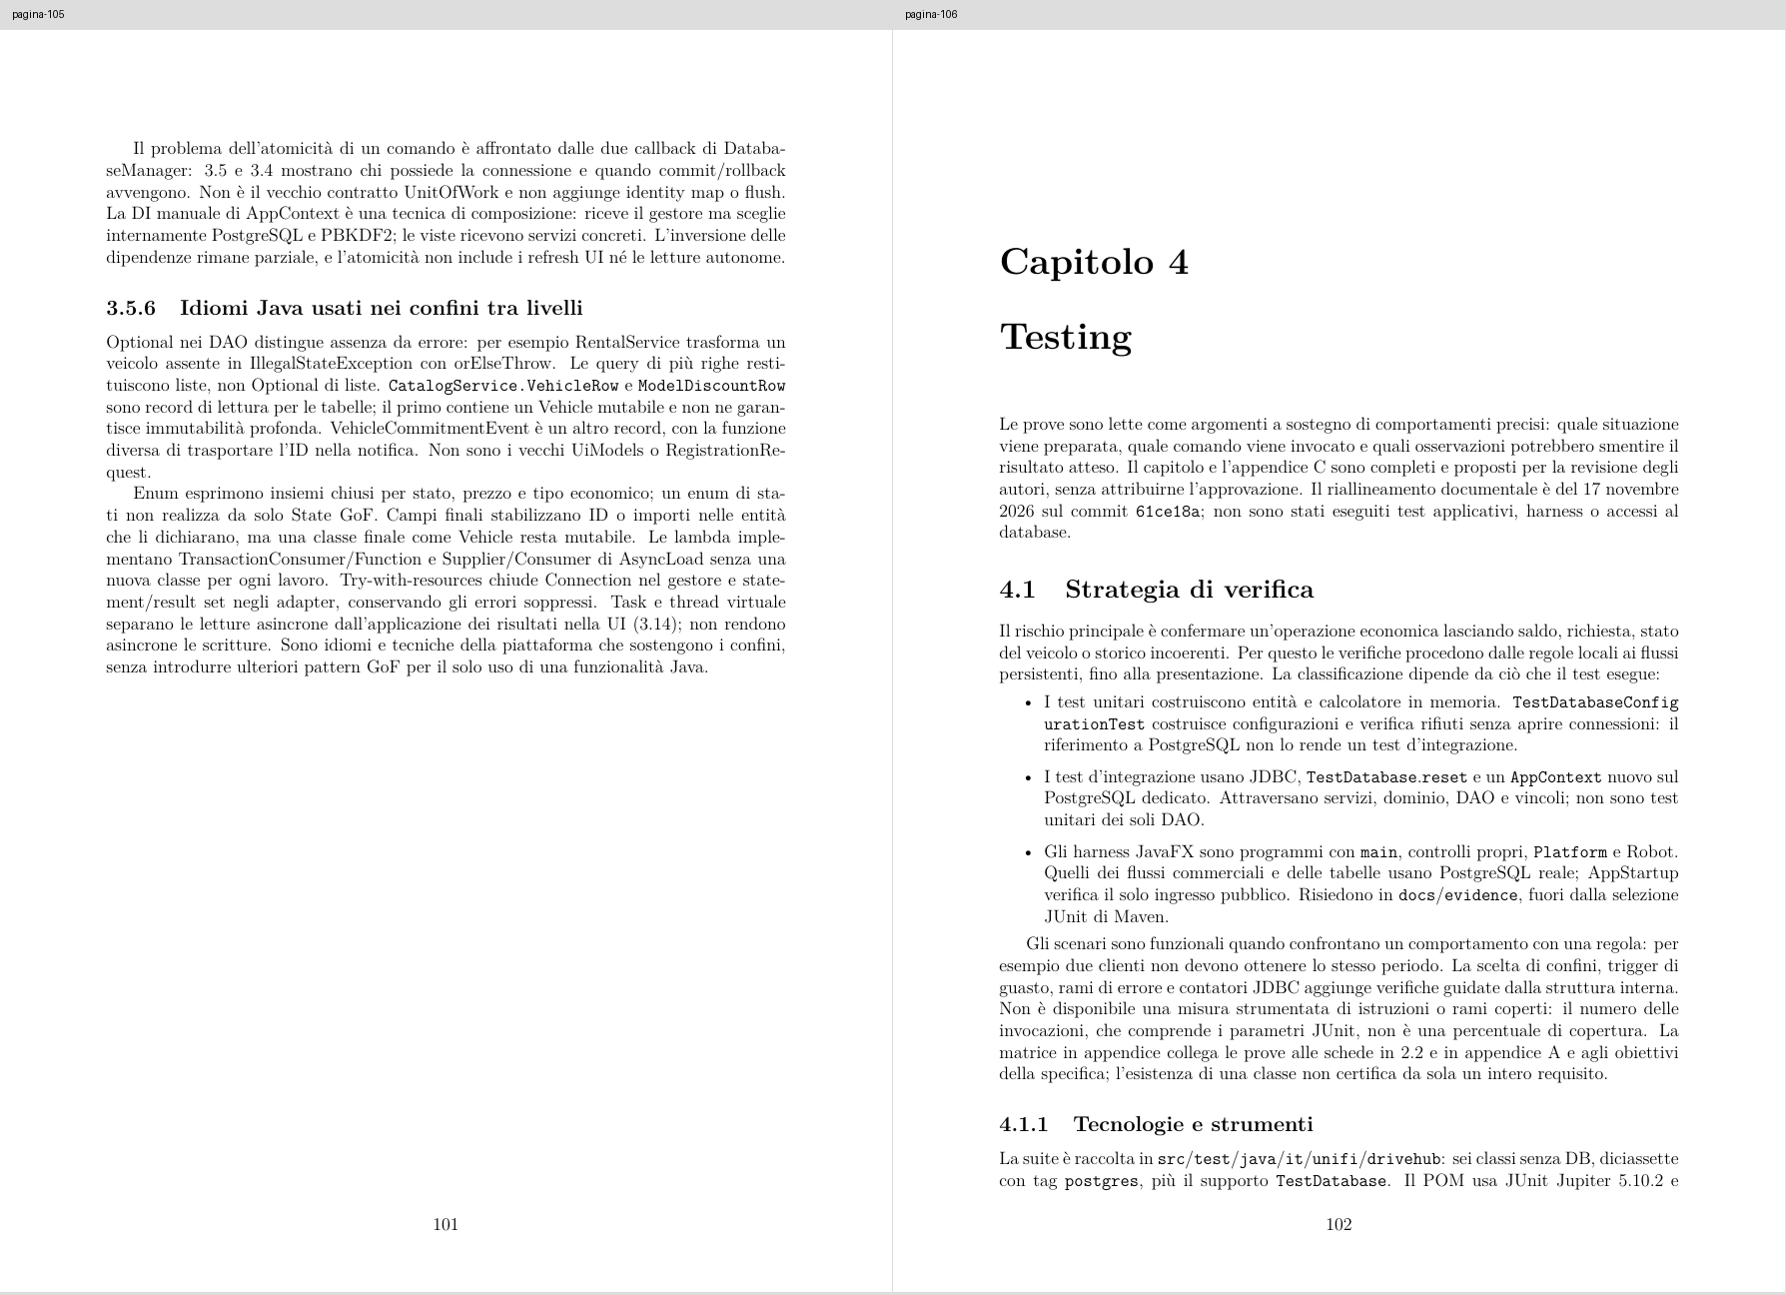 pagina-105
Il problema dell'atomicità di un comando è affrontato dalle due callback di Databa-
seManager: 3.5 e 3.4 mostrano chi possiede la connessione e quando commit/rollback
avvengono. Non è il vecchio contratto UnitOfWork e non aggiunge identity map o flush.
La DI manuale di AppContext è una tecnica di composizione: riceve il gestore ma sceglie
internamente PostgreSQL e PBKDF2; le viste ricevono servizi concreti. L'inversione delle
dipendenze rimane parziale, e l'atomicità non include i refresh UI né le letture autonome.
3.5.6 Idiomi Java usati nei confini tra livelli
Optional nei DAO distingue assenza da errore: per esempio RentalService trasforma un
veicolo assente in IllegalStateException con orElseThrow. Le query di più righe resti-
tuiscono liste, non Optional di liste. CatalogService.VehicleRow e ModelDiscountRow
sono record di lettura per le tabelle; il primo contiene un Vehicle mutabile e non ne garan-
tisce immutabilità profonda. VehicleCommitmentEvent è un altro record, con la funzione
diversa di trasportare l'ID nella notifica. Non sono i vecchi UiModels o RegistrationRe-
quest.
Enum esprimono insiemi chiusi per stato, prezzo e tipo economico; un enum di sta-
ti non realizza da solo State GoF. Campi finali stabilizzano ID o importi nelle entità
che li dichiarano, ma una classe finale come Vehicle resta mutabile. Le lambda imple-
mentano TransactionConsumer/Function e Supplier/Consumer di AsyncLoad senza una
nuova classe per ogni lavoro. Try-with-resources chiude Connection nel gestore e state-
ment/result set negli adapter, conservando gli errori soppressi. Task e thread virtuale
separano le letture asincrone dall'applicazione dei risultati nella UI (3.14); non rendono
asincrone le scritture. Sono idiomi e tecniche della piattaforma che sostengono i confini,
senza introdurre ulteriori pattern GoF per il solo uso di una funzionalità Java.
101
pagina-106
Capitolo 4
Testing
Le prove sono lette come argomenti a sostegno di comportamenti precisi: quale situazione
viene preparata, quale comando viene invocato e quali osservazioni potrebbero smentire il
risultato atteso. Il capitolo e l'appendice C sono completi e proposti per la revisione degli
autori, senza attribuirne l'approvazione. Il riallineamento documentale è del 17 novembre
2026 sul commit 61ce18a; non sono stati eseguiti test applicativi, harness o accessi al
database.
4.1 Strategia di verifica
Il rischio principale è confermare un'operazione economica lasciando saldo, richiesta, stato
del veicolo o storico incoerenti. Per questo le verifiche procedono dalle regole locali ai flussi
persistenti, fino alla presentazione. La classificazione dipende da ciò che il test esegue:
• I test unitari costruiscono entità e calcolatore in memoria. TestDatabaseConfig
urationTest costruisce configurazioni e verifica rifiuti senza aprire connessioni: il
riferimento a PostgreSQL non lo rende un test d'integrazione.
• I test d'integrazione usano JDBC, TestDatabase.reset e un AppContext nuovo sul
PostgreSQL dedicato. Attraversano servizi, dominio, DAO e vincoli; non sono test
unitari dei soli DAO.
• Gli harness JavaFX sono programmi con main, controlli propri, Platform e Robot.
Quelli dei flussi commerciali e delle tabelle usano PostgreSQL reale; AppStartup
verifica il solo ingresso pubblico. Risiedono in docs/evidence, fuori dalla selezione
JUnit di Maven.
Gli scenari sono funzionali quando confrontano un comportamento con una regola: per
esempio due clienti non devono ottenere lo stesso periodo. La scelta di confini, trigger di
guasto, rami di errore e contatori JDBC aggiunge verifiche guidate dalla struttura interna.
Non è disponibile una misura strumentata di istruzioni o rami coperti: il numero delle
invocazioni, che comprende i parametri JUnit, non è una percentuale di copertura. La
matrice in appendice collega le prove alle schede in 2.2 e in appendice A e agli obiettivi
della specifica; l'esistenza di una classe non certifica da sola un intero requisito.
4.1.1 Tecnologie e strumenti
La suite è raccolta in src/test/java/it/unifi/drivehub: sei classi senza DB, diciassette
con tag postgres, più il supporto TestDatabase. Il POM usa JUnit Jupiter 5.10.2 e
102